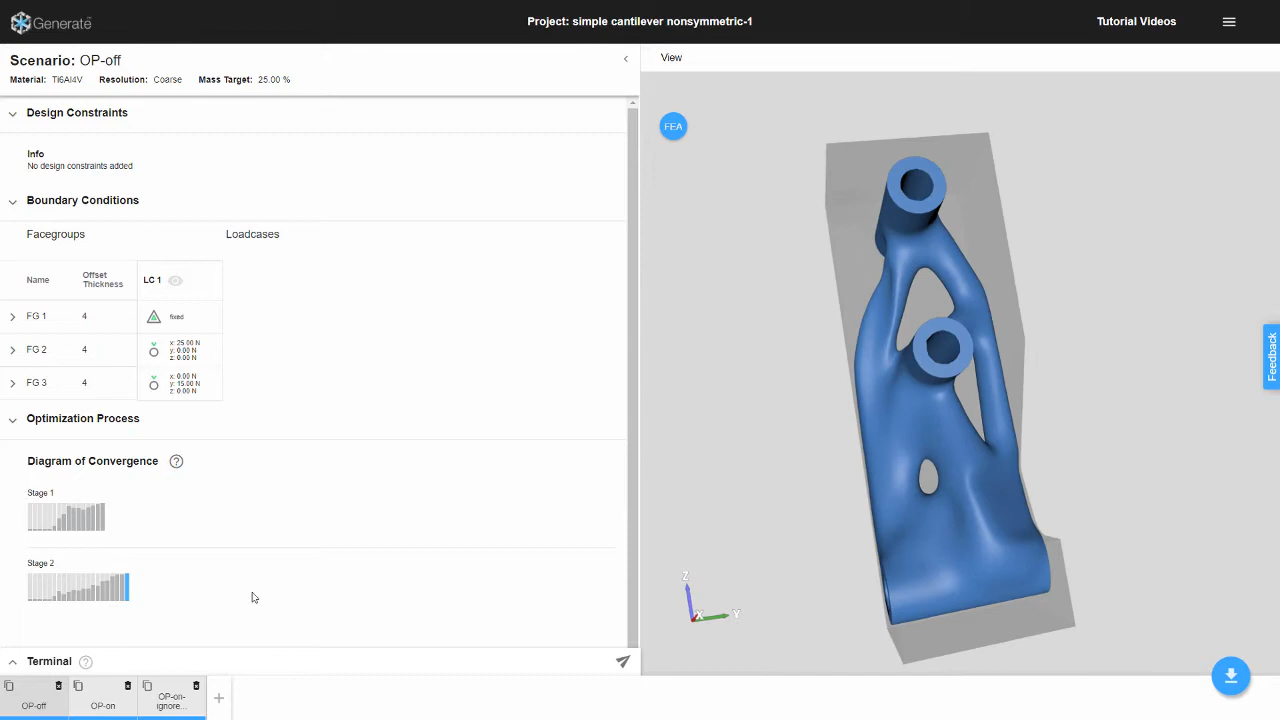 Generate™
Project: simple cantilever nonsymmetric-1
Tutorial Videos
Scenario: OP-off
Material: Ti6Al4V Resolution: Coarse Mass Target: 25.00 %
View
Design Constraints
Info
No design constraints added
Boundary Conditions
Facegroups Loadcases
Name Offset Thickness LC 1
FG 1 4 fixed
FG 2 4 x: 25.00 N
y: 0.00 N
z: 0.00 N
FG 3 4 x: 0.00 N
y: 15.00 N
z: 0.00 N
Optimization Process
Diagram of Convergence ?
Stage 1
Stage 2
Terminal ?
OP-off
OP-on
OP-on-
ignore...
+
FEA
Z
X
Y
Feedback